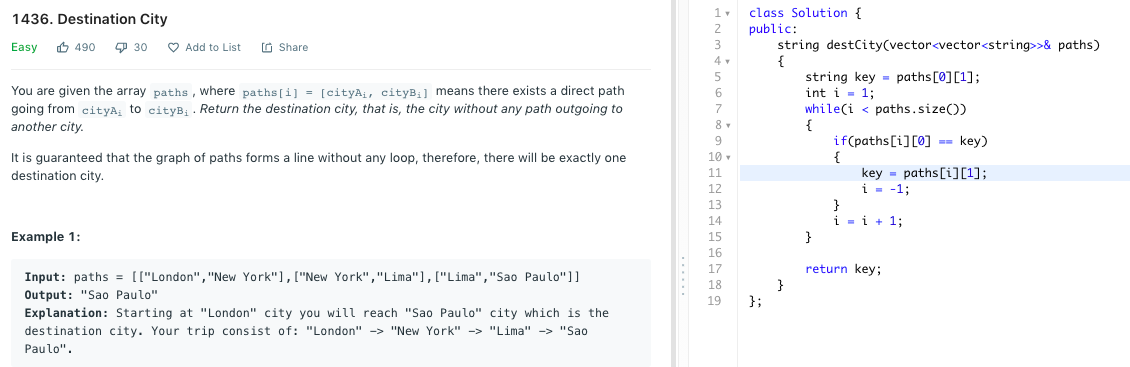 1436. Destination City
Easy 490 30 Add to List Share
You are given the array paths, where paths[i] = [cityAi, cityBi] means there exists a direct path
going from cityAi to cityBi. Return the destination city, that is, the city without any path outgoing to
another city.
It is guaranteed that the graph of paths forms a line without any loop, therefore, there will be exactly one
destination city.
Example 1:
Input: paths = [["London","New York"],["New York","Lima"],["Lima","Sao Paulo"]]
Output: "Sao Paulo"
Explanation: Starting at "London" city you will reach "Sao Paulo" city which is the
destination city. Your trip consist of: "London" -> "New York" -> "Lima" -> "Sao
Paulo".
1 class Solution {
2 public:
3 string destCity(vector<vector<string>>& paths)
4 {
5 string key = paths[0][1];
6 int i = 1;
7 while(i < paths.size())
8 {
9 if(paths[i][0] == key)
10 {
11 key = paths[i][1];
12 i = -1;
13 }
14 i = i + 1;
15 }
16
17 return key;
18 }
19 };